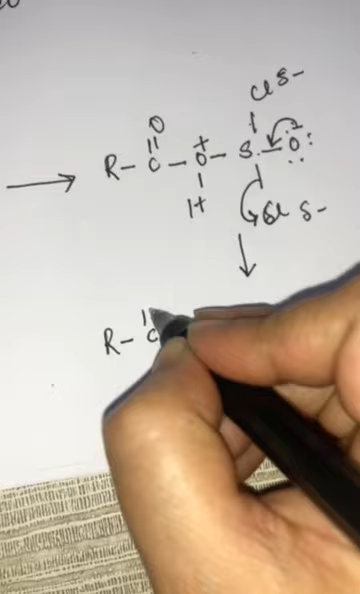 Cl δ-
O
→ R-C-O+-S-O:
H
Cl δ-
R-C